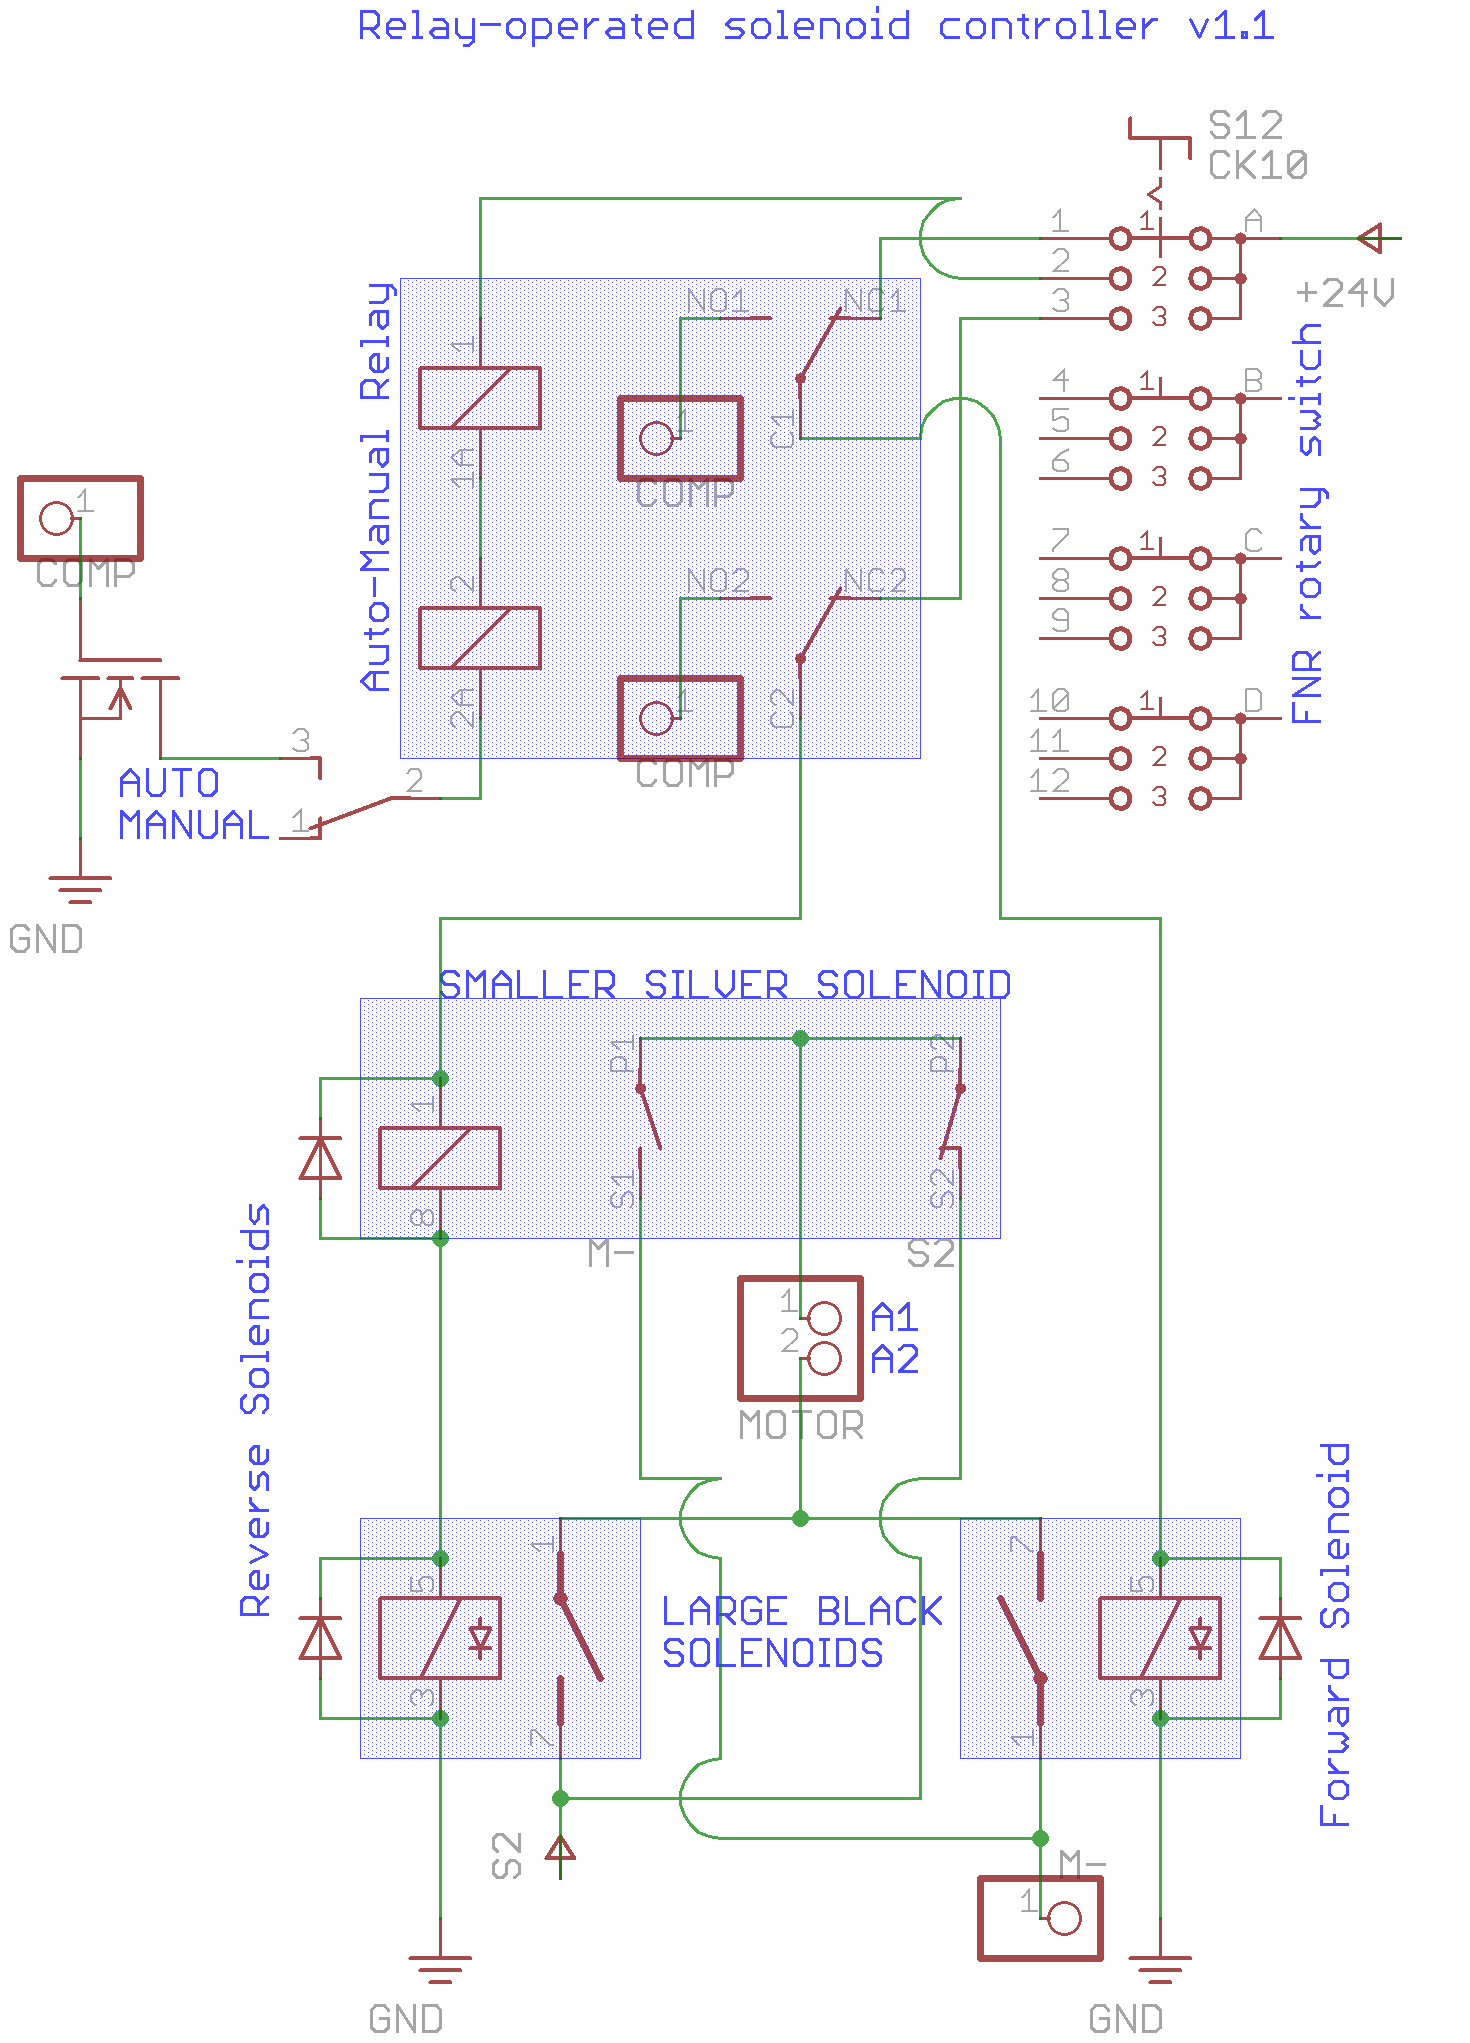 Relay-operated solenoid controller v1.1
S12
CK10
1 1 A
2 2
3 3
+24V
NO1 NC1
Auto-Manual Relay
1
1A
1
COMP
C1
4 1 B
5 2
6 3
FNR rotary switch
1
COMP
7 1 C
8 2
9 3
2
2A
NO2 NC2
1
COMP
C2
10 1 D
11 2
12 3
3
2
1
AUTO
MANUAL
GND
SMALLER SILVER SOLENOID
P1 P2
1
8
S1 S2
M- S2
Reverse Solenoids
1
2
A1
A2
MOTOR
Forward Solenoid
5 1 7 5
LARGE BLACK
SOLENOIDS
3 7 1 3
S2
M-
1
GND
GND